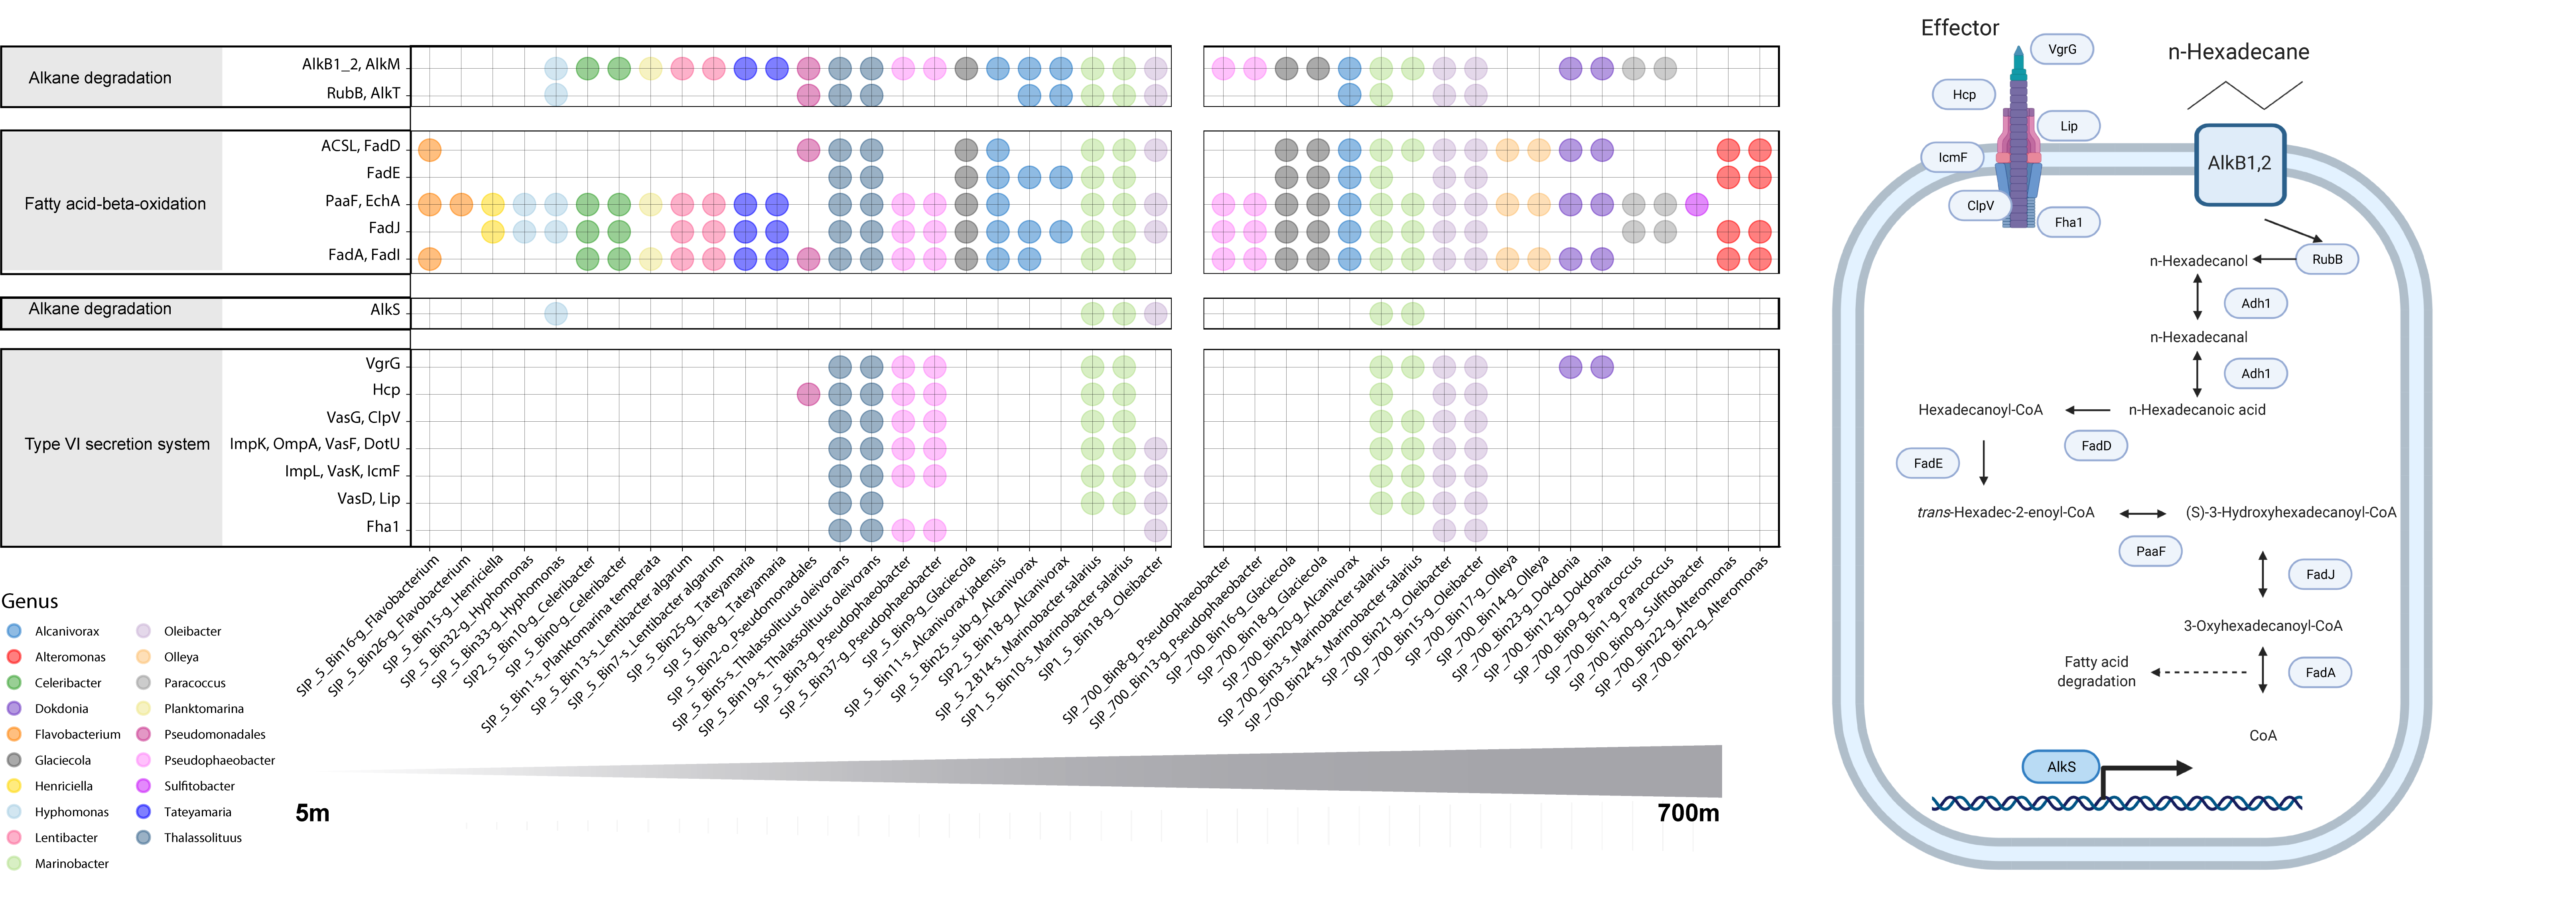 Alkane degradation
AlkB1_2, AlkM
RubB, AlkT
Fatty acid-beta-oxidation
ACSL, FadD
FadE
PaaF, EchA
FadJ
FadA, FadI
Alkane degradation
AlkS
Type VI secretion system
VgrG
Hcp
VasG, ClpV
ImpK, OmpA, VasF, DotU
ImpL, VasK, IcmF
VasD, Lip
Fha1
SIP_5_Bin16-g_Flavobacterium
SIP_5_Bin26-g_Flavobacterium
SIP_5_Bin15-g_Henriciella
SIP_5_Bin32-g_Hyphomonas
SIP_5_Bin33-g_Hyphomonas
SIP2_5_Bin10-g_Celeribacter
SIP_5_Bin0-g_Celeribacter
SIP_5_Bin1-s_Planktomarina temperata
SIP_5_Bin13-s_Lentibacter algarum
SIP_5_Bin7-s_Lentibacter algarum
SIP_5_Bin25-g_Tateyamaria
SIP_5_Bin8-g_Tateyamaria
SIP_5_Bin2-o_Pseudomonadales
SIP_5_Bin5-s_Thalassolituus oleivorans
SIP_5_Bin19-s_Thalassolituus oleivorans
SIP_5_Bin3-g_Pseudophaeobacter
SIP_5_Bin37-g_Pseudophaeobacter
SIP_5_Bin9-g_Glaciecola
SIP_5_Bin11-s_Alcanivorax jadensis
SIP_5_Bin25_sub-g_Alcanivorax
SIP2_5_Bin18-g_Alcanivorax
SIP_5_2.B14-s_Marinobacter salarius
SIP1_5_Bin10-s_Marinobacter salarius
SIP1_5_Bin18-g_Oleibacter
SIP_700_Bin8-g_Pseudophaeobacter
SIP_700_Bin13-g_Pseudophaeobacter
SIP_700_Bin16-g_Glaciecola
SIP_700_Bin18-g_Glaciecola
SIP_700_Bin20-g_Alcanivorax
SIP_700_Bin3-s_Marinobacter salarius
SIP_700_Bin24-s_Marinobacter salarius
SIP_700_Bin21-g_Oleibacter
SIP_700_Bin15-g_Oleibacter
SIP_700_Bin17-g_Olleya
SIP_700_Bin14-g_Olleya
SIP_700_Bin23-g_Dokdonia
SIP_700_Bin12-g_Dokdonia
SIP_700_Bin9-g_Paracoccus
SIP_700_Bin1-g_Paracoccus
SIP_700_Bin0-g_Sulfitobacter
SIP_700_Bin22-g_Alteromonas
SIP_700_Bin2-g_Alteromonas
Genus
Alcanivorax
Alteromonas
Celeribacter
Dokdonia
Flavobacterium
Glaciecola
Henriciella
Hyphomonas
Lentibacter
Marinobacter
Oleibacter
Olleya
Paracoccus
Planktomarina
Pseudomonadales
Pseudophaeobacter
Sulfitobacter
Tateyamaria
Thalassolituus
5m
700m
Effector
VgrG
Hcp
Lip
IcmF
ClpV
Fha1
n-Hexadecane
AlkB1,2
n-Hexadecanol
RubB
Adh1
n-Hexadecanal
Adh1
Hexadecanoyl-CoA
n-Hexadecanoic acid
FadD
FadE
trans-Hexadec-2-enoyl-CoA
(S)-3-Hydroxyhexadecanoyl-CoA
PaaF
FadJ
3-Oxyhexadecanoyl-CoA
Fatty acid
degradation
FadA
CoA
AlkS